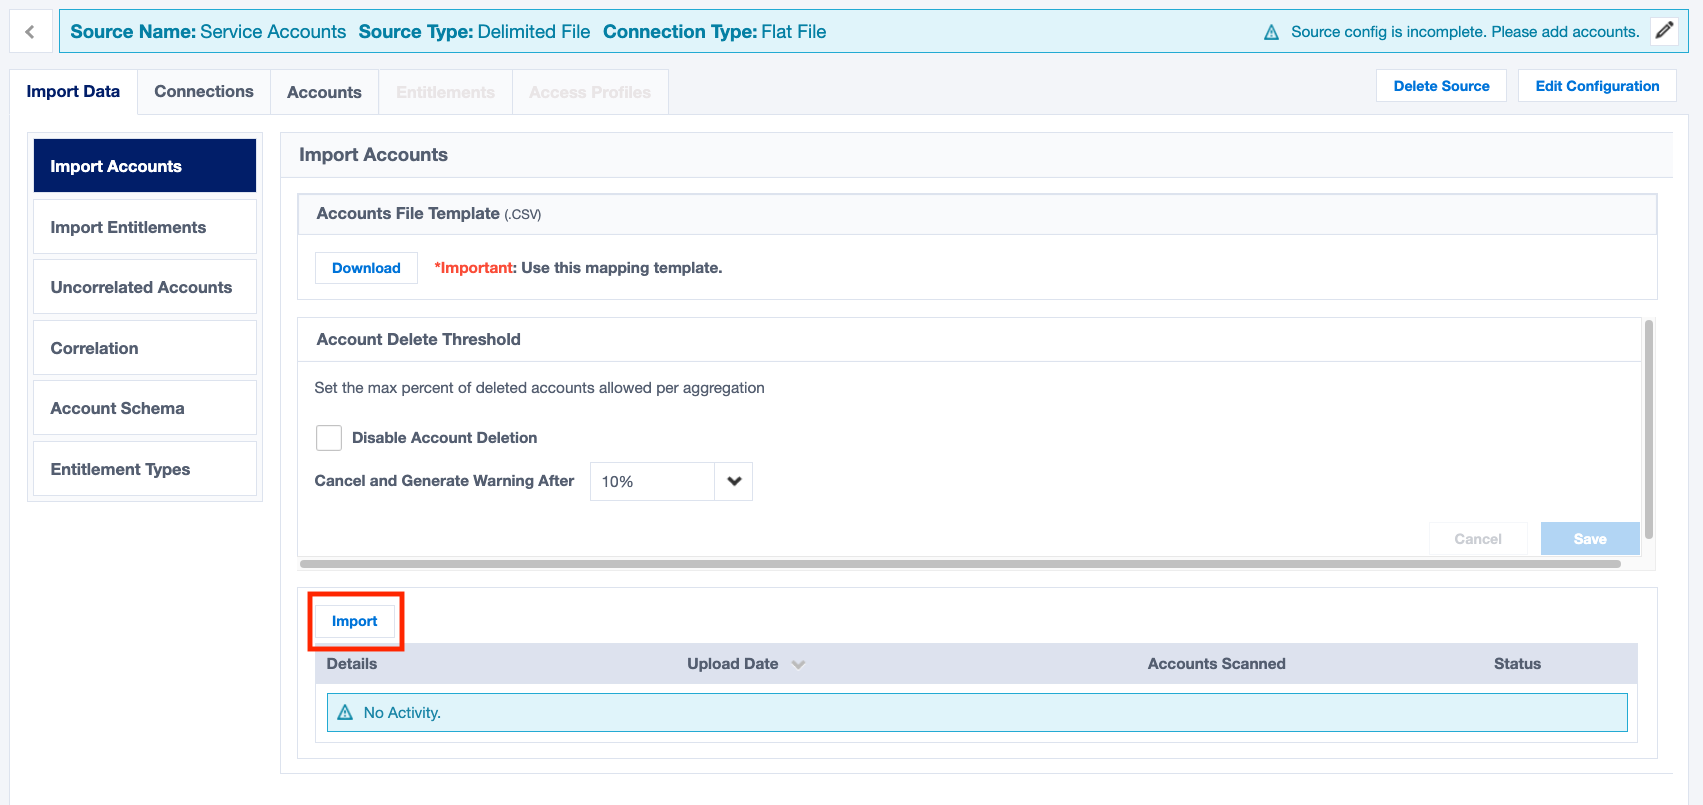 Source Name: Service Accounts Source Type: Delimited File Connection Type: Flat File
Source config is incomplete. Please add accounts.
Import Data
Connections
Accounts
Entitlements
Access Profiles
Delete Source
Edit Configuration
Import Accounts
Import Entitlements
Uncorrelated Accounts
Correlation
Account Schema
Entitlement Types
Import Accounts
Accounts File Template (.CSV)
Download
*Important: Use this mapping template.
Account Delete Threshold
Set the max percent of deleted accounts allowed per aggregation
Disable Account Deletion
Cancel and Generate Warning After
10%
Cancel
Save
Import
Details
Upload Date
Accounts Scanned
Status
No Activity.